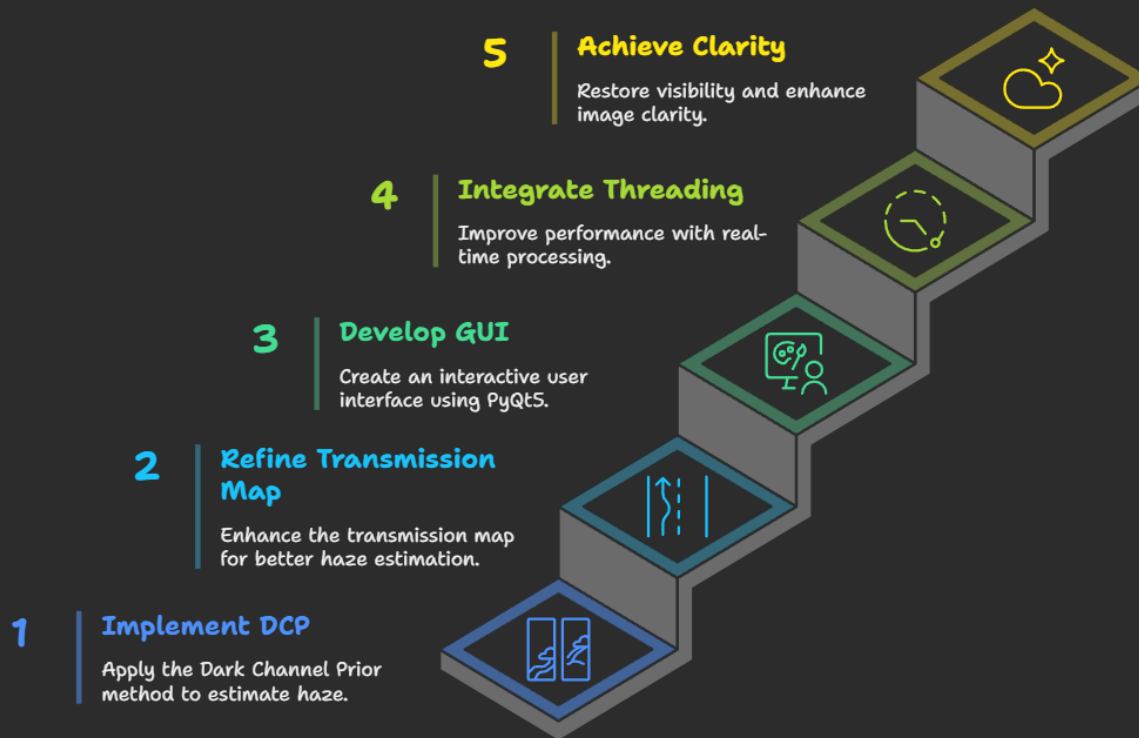 5
Achieve Clarity
Restore visibility and enhance
image clarity.
4
Integrate Threading
Improve performance with real-
time processing.
3
Develop GUI
Create an interactive user
interface using PyQt5.
2
Refine Transmission
Map
Enhance the transmission map
for better haze estimation.
1
Implement DCP
Apply the Dark Channel Prior
method to estimate haze.